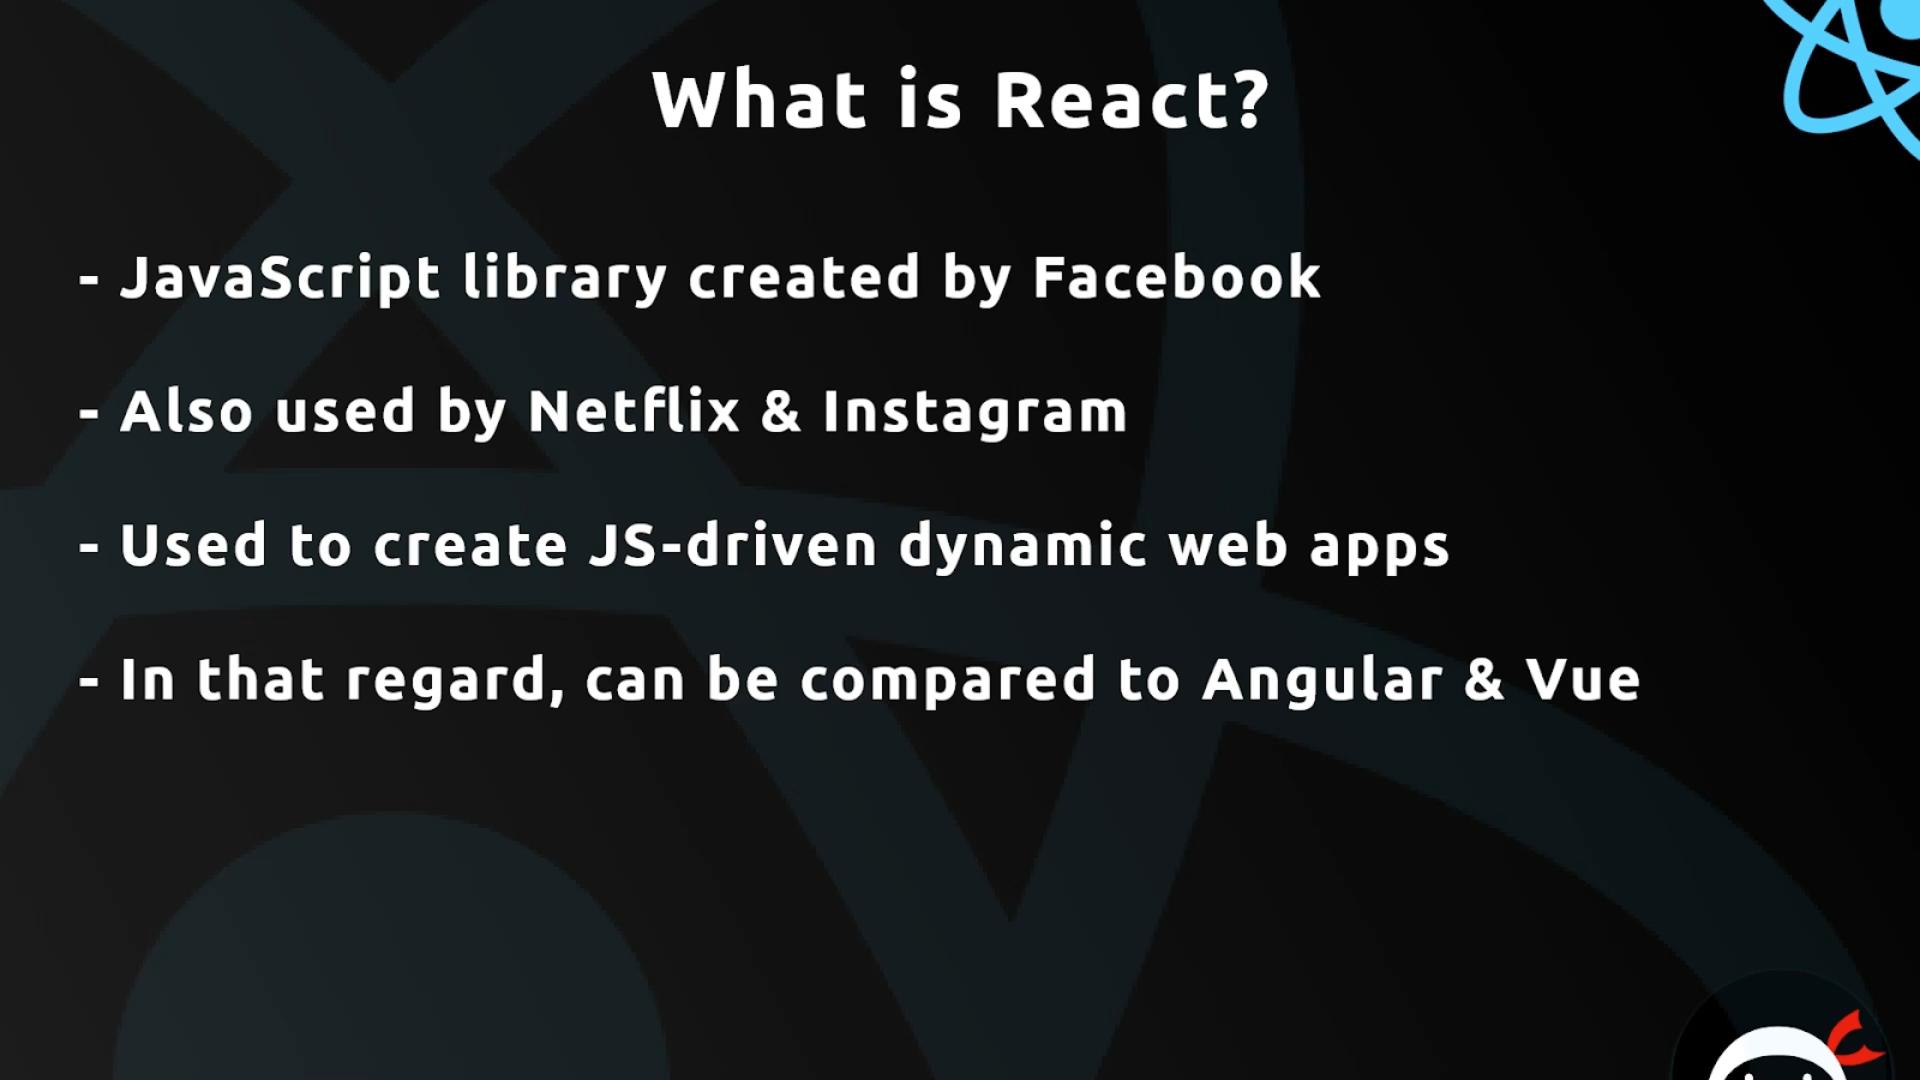 What is React?
- JavaScript library created by Facebook
- Also used by Netflix & Instagram
- Used to create JS-driven dynamic web apps
- In that regard, can be compared to Angular & Vue